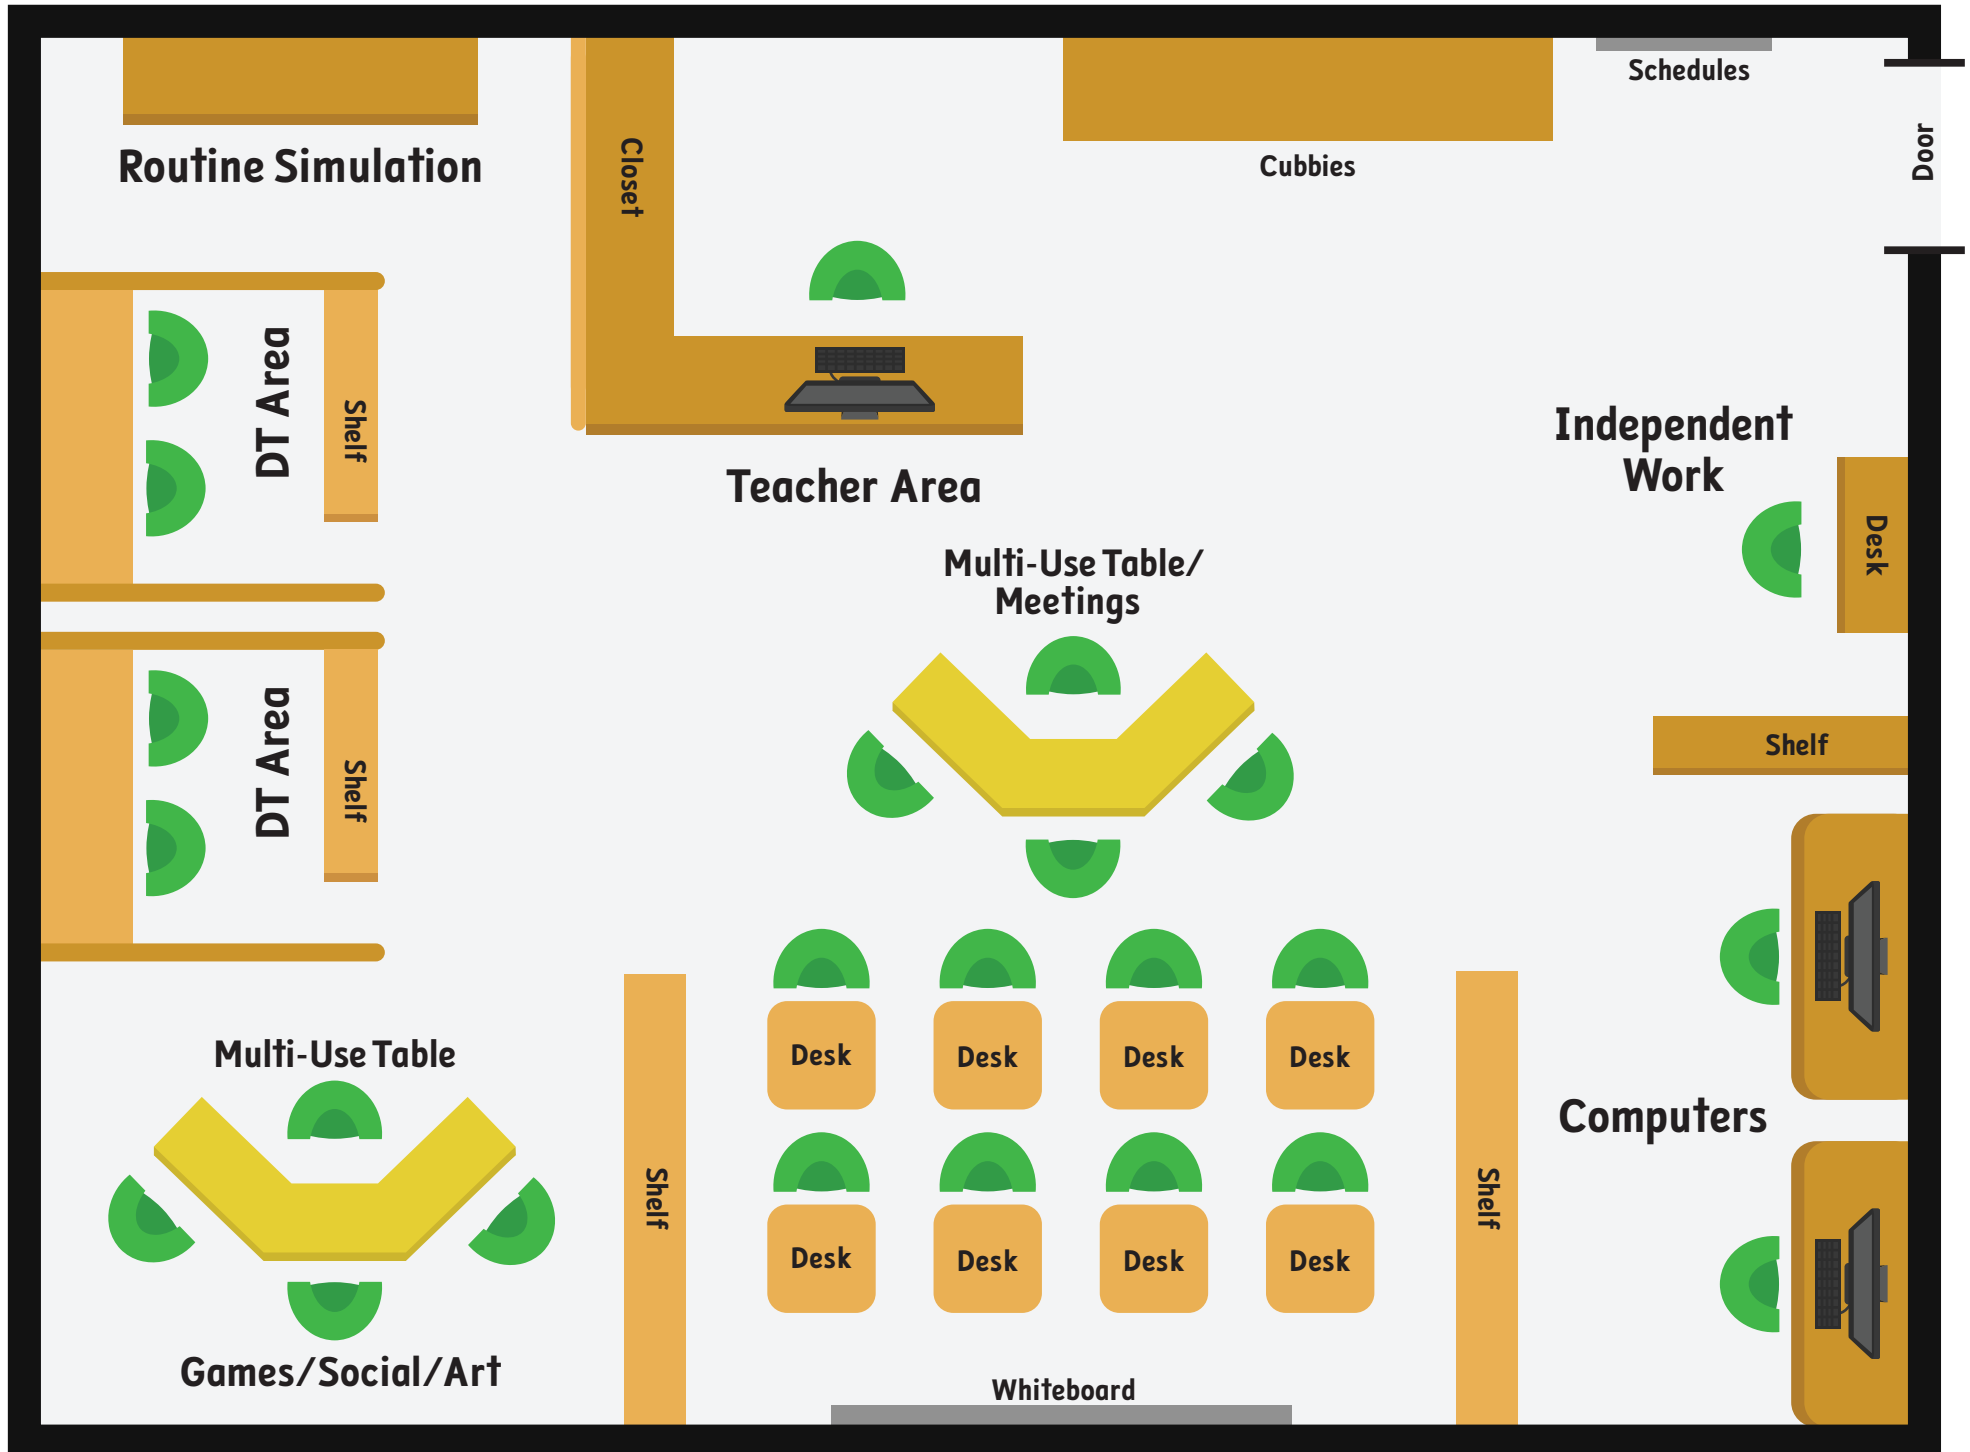 Schedules
Door
Closet
Routine Simulation
Cubbies
DT Area
Shelf
Independent
Work
Teacher Area
Desk
Multi-Use Table/
Meetings
DT Area
Shelf
Shelf
Multi-Use Table
Desk
Desk
Desk
Desk
Computers
Shelf
Shelf
Desk
Desk
Desk
Desk
Games/Social/Art
Whiteboard